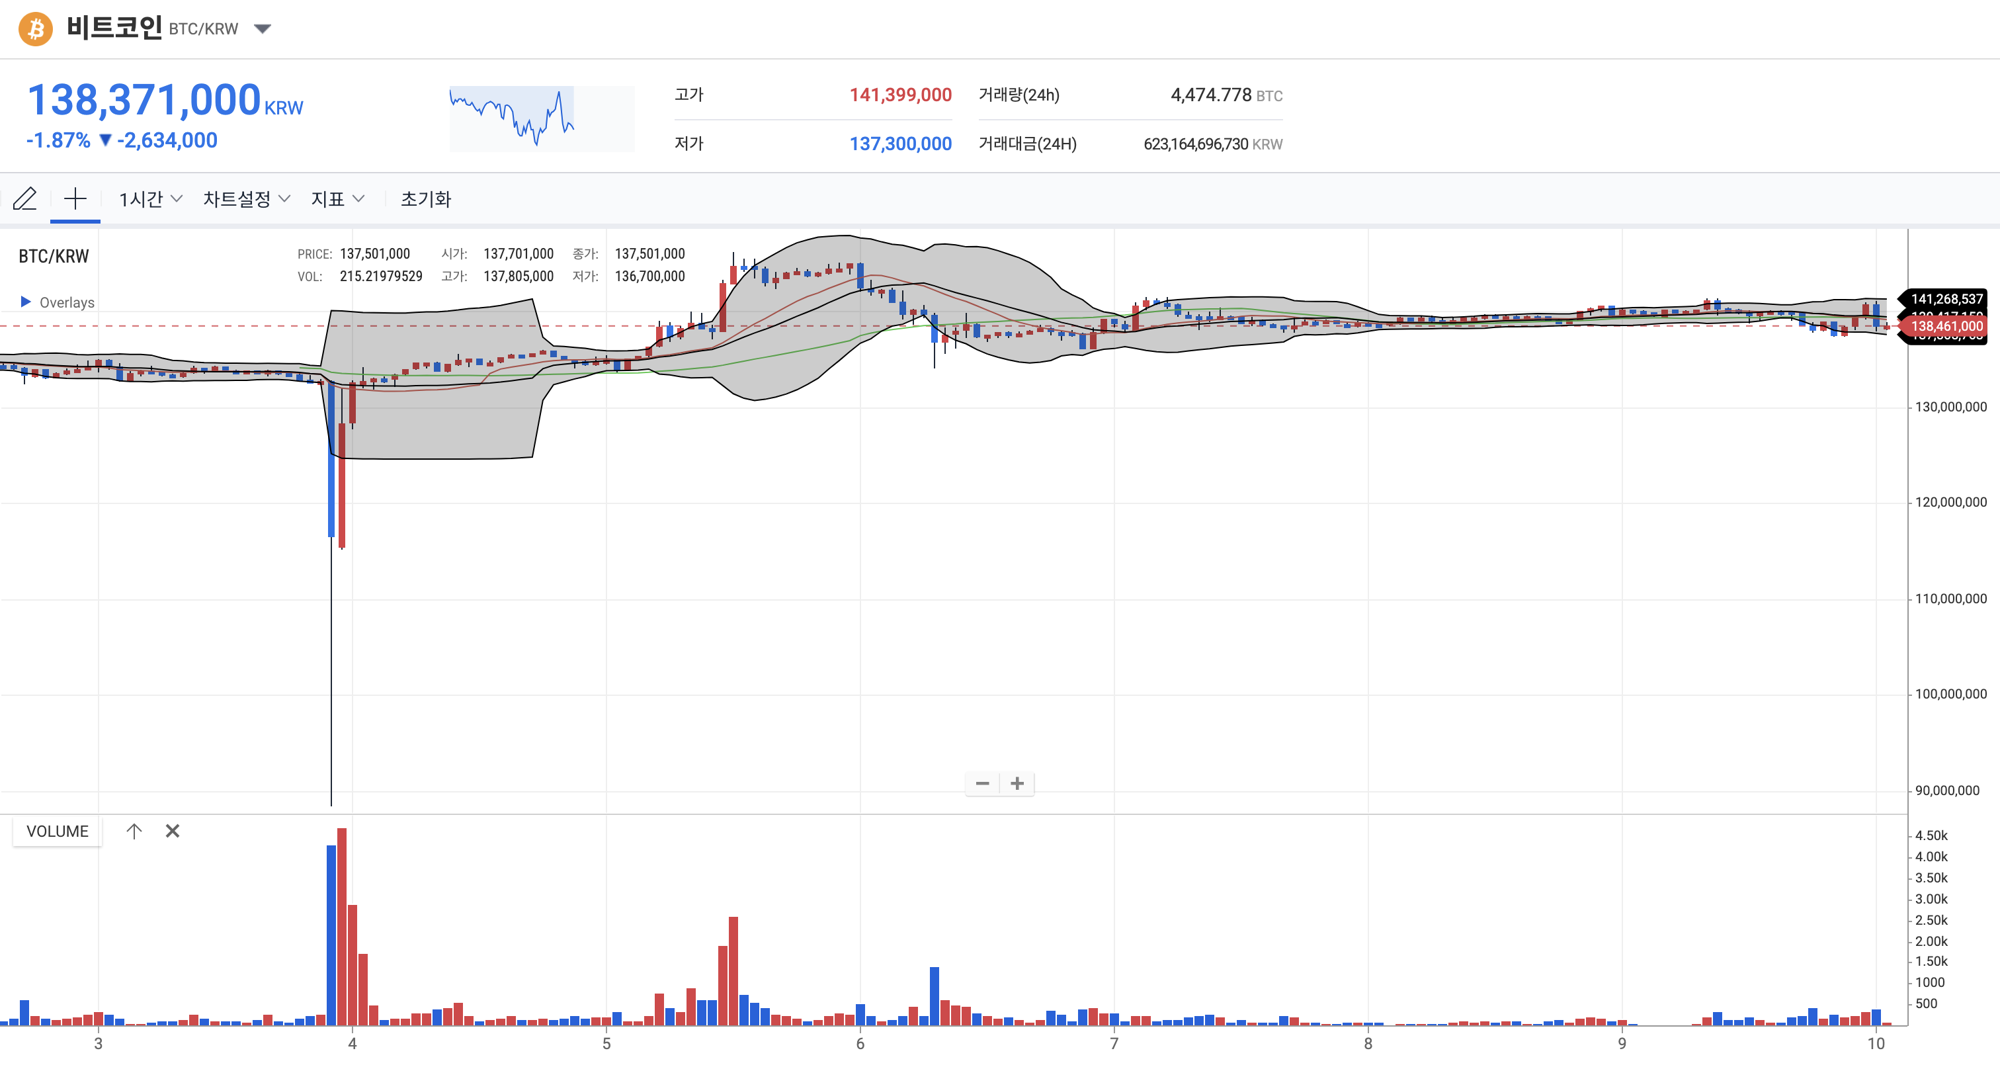 비트코인 BTC/KRW
138,371,000 KRW
-1.87% ▼ -2,634,000
고가 141,399,000 거래량(24h) 4,474.778 BTC
저가 137,300,000 거래대금(24H) 623,164,696,730 KRW
1시간 차트설정 지표 초기화
BTC/KRW
PRICE: 137,501,000 시가: 137,701,000 종가: 137,501,000
VOL: 215.21979529 고가: 137,805,000 저가: 136,700,000
Overlays
141,268,537
138,461,000
130,000,000
120,000,000
110,000,000
100,000,000
90,000,000
VOLUME
4.50k
4.00k
3.50k
3.00k
2.50k
2.00k
1.50k
1000
500
3 4 5 6 7 8 9 10